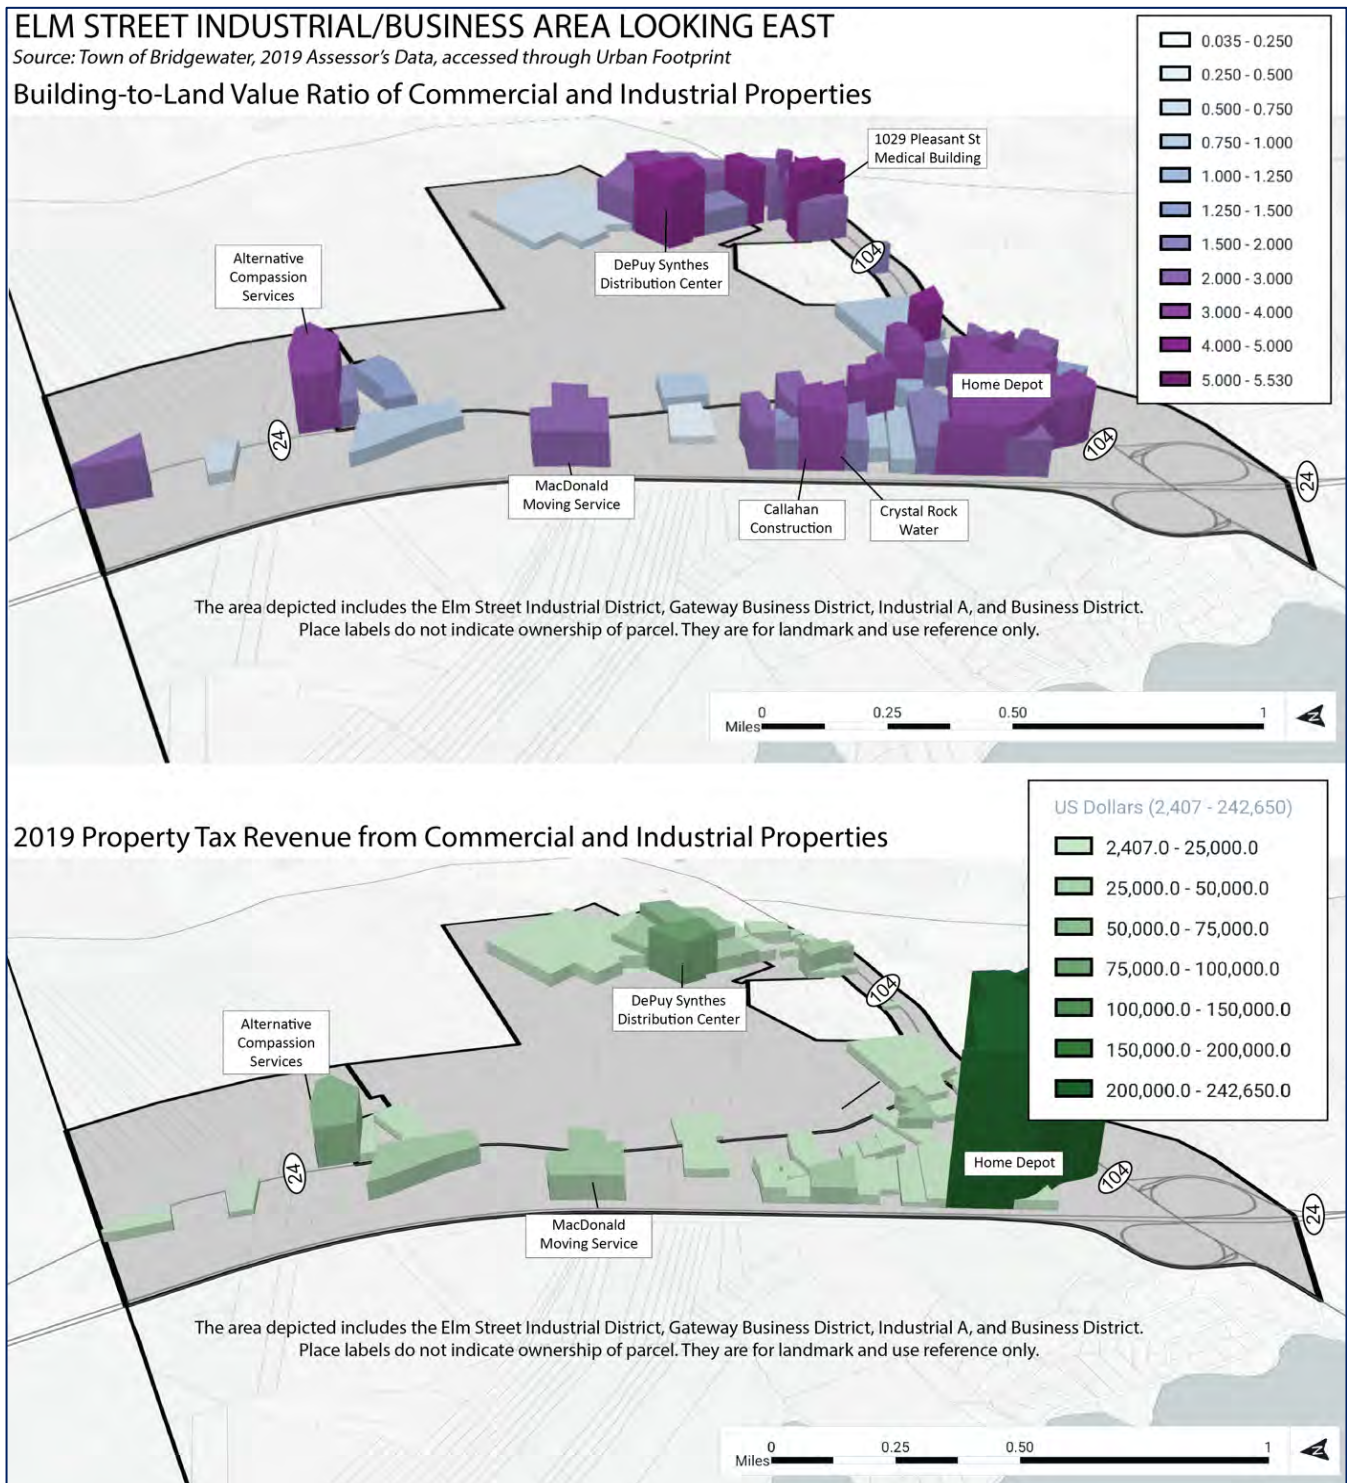 ELM STREET INDUSTRIAL/BUSINESS AREA LOOKING EAST
Source: Town of Bridgewater, 2019 Assessor's Data, accessed through Urban Footprint
Building-to-Land Value Ratio of Commercial and Industrial Properties
0.035 - 0.250
0.250 - 0.500
0.500 - 0.750
0.750 - 1.000
1.000 - 1.250
1.250 - 1.500
1.500 - 2.000
2.000 - 3.000
3.000 - 4.000
4.000 - 5.000
5.000 - 5.530
1029 Pleasant St
Medical Building
Alternative
Compassion
Services
DePuy Synthes
Distribution Center
104
Home Depot
24
104
24
MacDonald
Moving Service
Callahan
Construction
Crystal Rock
Water
The area depicted includes the Elm Street Industrial District, Gateway Business District, Industrial A, and Business District.
Place labels do not indicate ownership of parcel. They are for landmark and use reference only.
0 0.25 0.50 1
Miles
N
2019 Property Tax Revenue from Commercial and Industrial Properties
US Dollars (2,407 - 242,650)
2,407.0 - 25,000.0
25,000.0 - 50,000.0
50,000.0 - 75,000.0
75,000.0 - 100,000.0
100,000.0 - 150,000.0
150,000.0 - 200,000.0
200,000.0 - 242,650.0
DePuy Synthes
Distribution Center
104
Alternative
Compassion
Services
Home Depot
24
104
24
MacDonald
Moving Service
The area depicted includes the Elm Street Industrial District, Gateway Business District, Industrial A, and Business District.
Place labels do not indicate ownership of parcel. They are for landmark and use reference only.
0 0.25 0.50 1
Miles
N